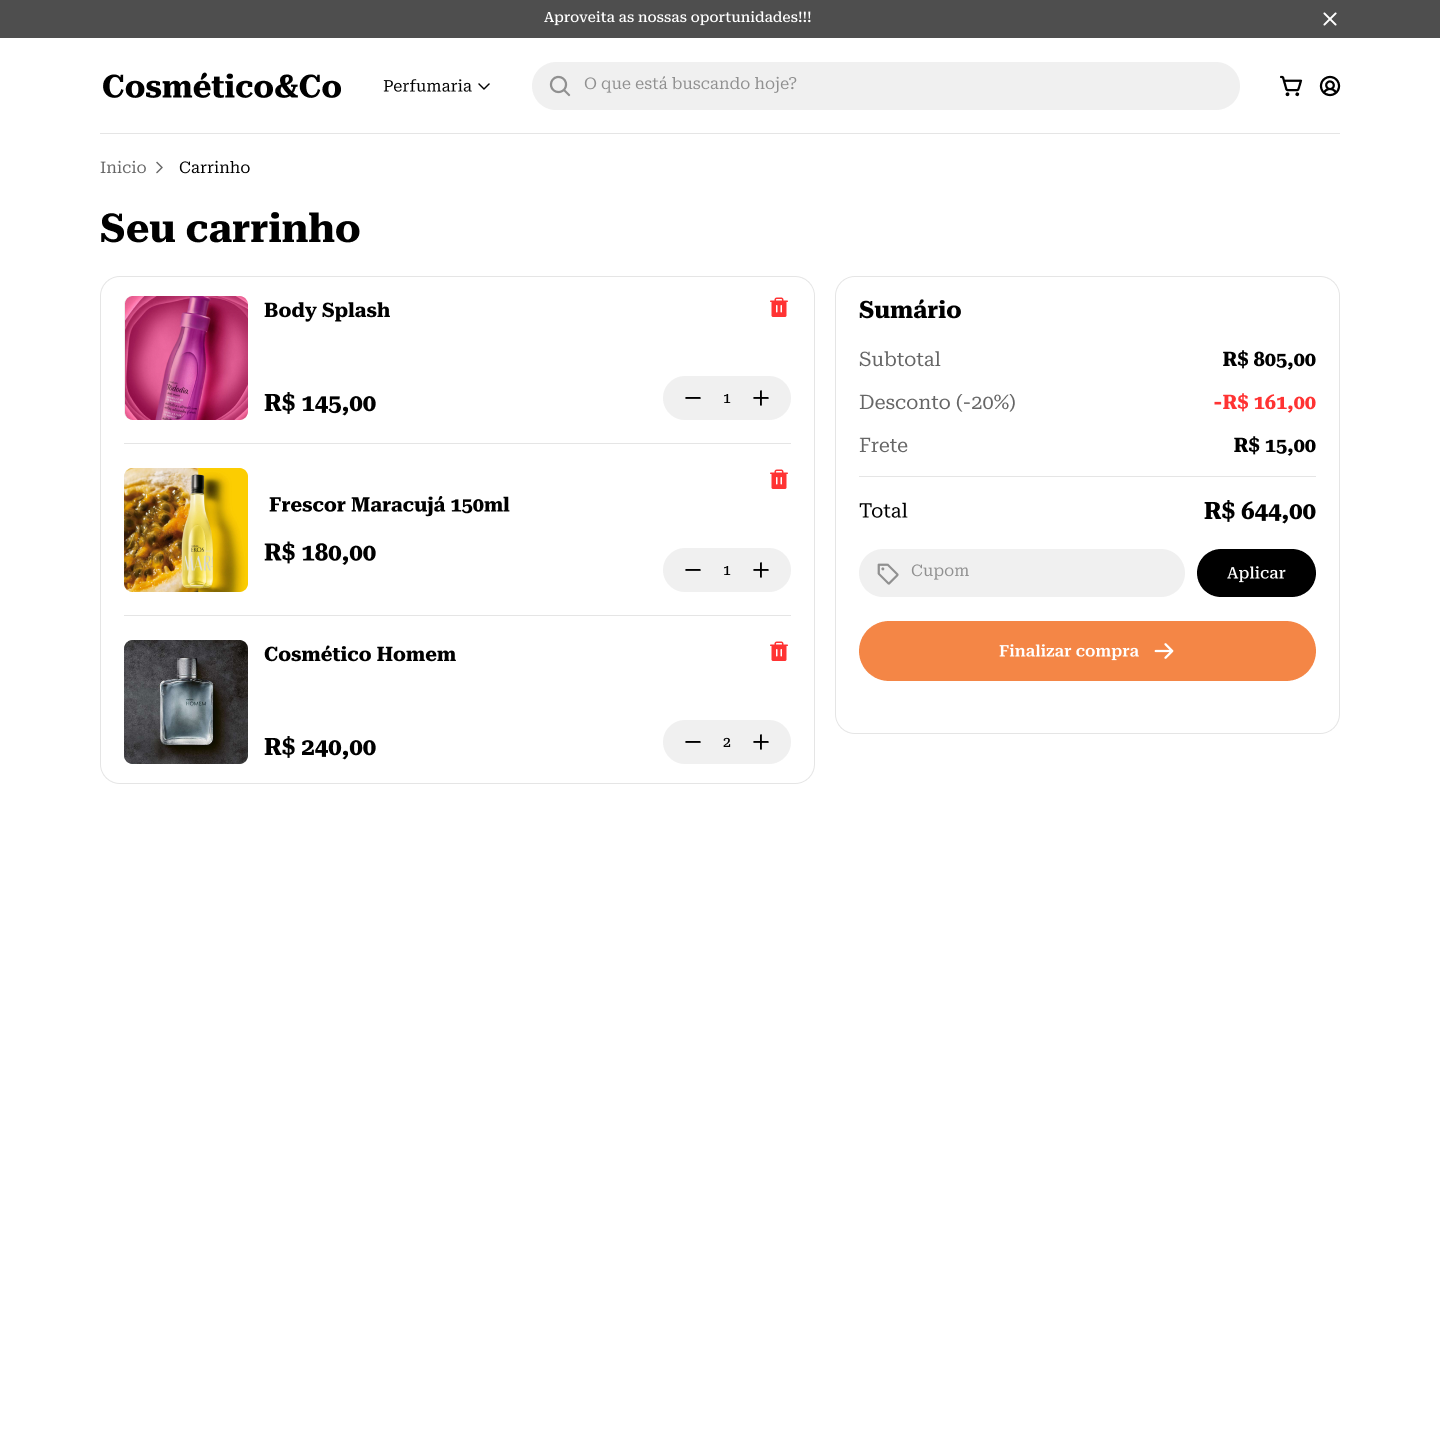 Aproveita as nossas oportunidades!!!
Cosmético&Co
Perfumaria
O que está buscando hoje?
Inicio
Carrinho
Seu carrinho
Body Splash
R$ 145,00
1
Frescor Maracujá 150ml
R$ 180,00
1
EKOS
Cosmético Homem
R$ 240,00
2
HOMEM
Sumário
Subtotal
R$ 805,00
Desconto (-20%)
-R$ 161,00
Frete
R$ 15,00
Total
R$ 644,00
Cupom
Aplicar
Finalizar compra